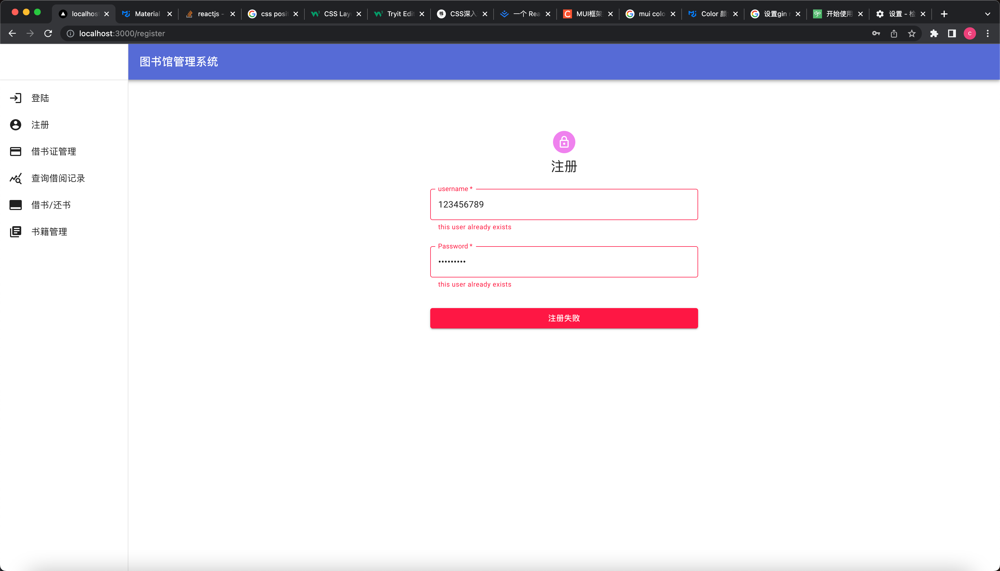 localhost
Material
reactjs -
css posit
CSS Lay
Tryit Edit
CSS深入
一个 Rea
MUI框架
mui colo
Color 颜
设置gin
开始使用
设置 - 检
localhost:3000/register
C
图书馆管理系统
登陆
注册
借书证管理
查询借阅记录
借书/还书
书籍管理
注册
username *
123456789
this user already exists
Password *
•••••••••
this user already exists
注册失败